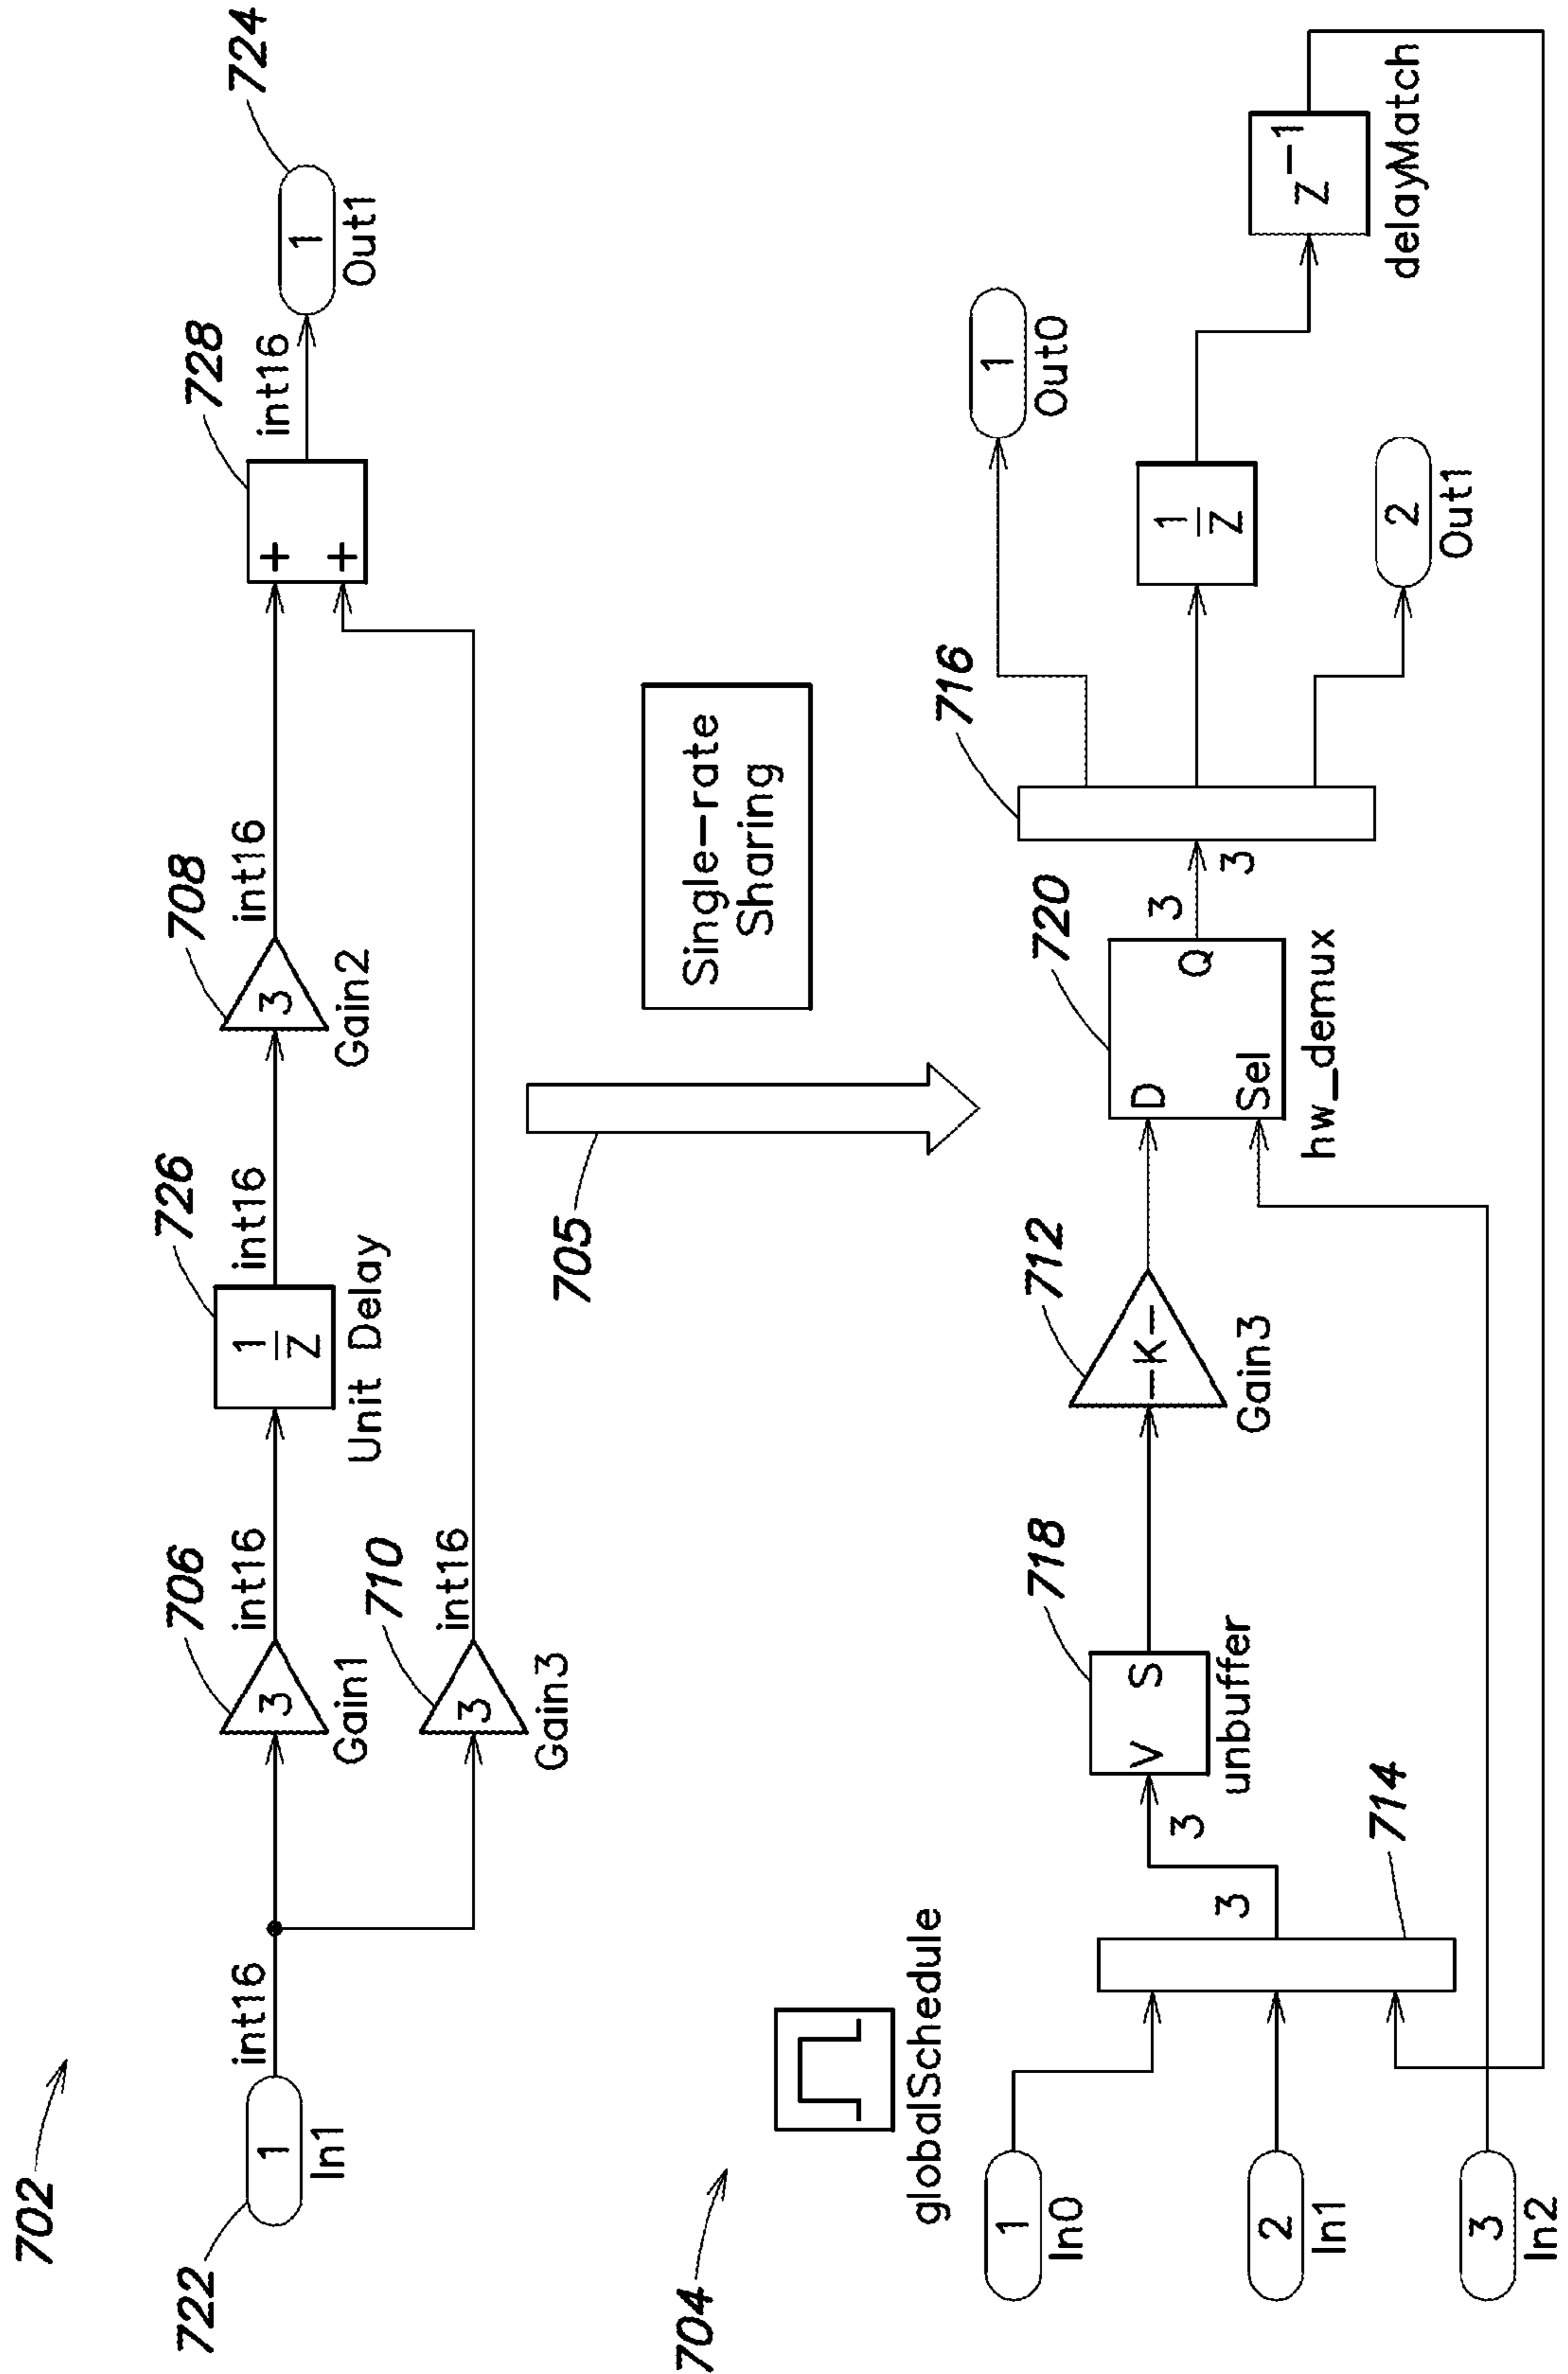 702
722
1
In1
int16
706
3
Gain1
int16
710
3
Gain3
int16
726
1
z
Unit Delay
int16
708
3
Gain2
int16
728
+
+
int16
724
1
Out1
705
Single-rate
Sharing
704
globalSchedule
1
In0
2
In1
3
In2
714
3
3
718
V S
unbuffer
712
-K-
Gain3
720
D
Sel
Q
hw_demux
3
3
716
1
Out0
1
z
2
Out1
z-1
delayMatch